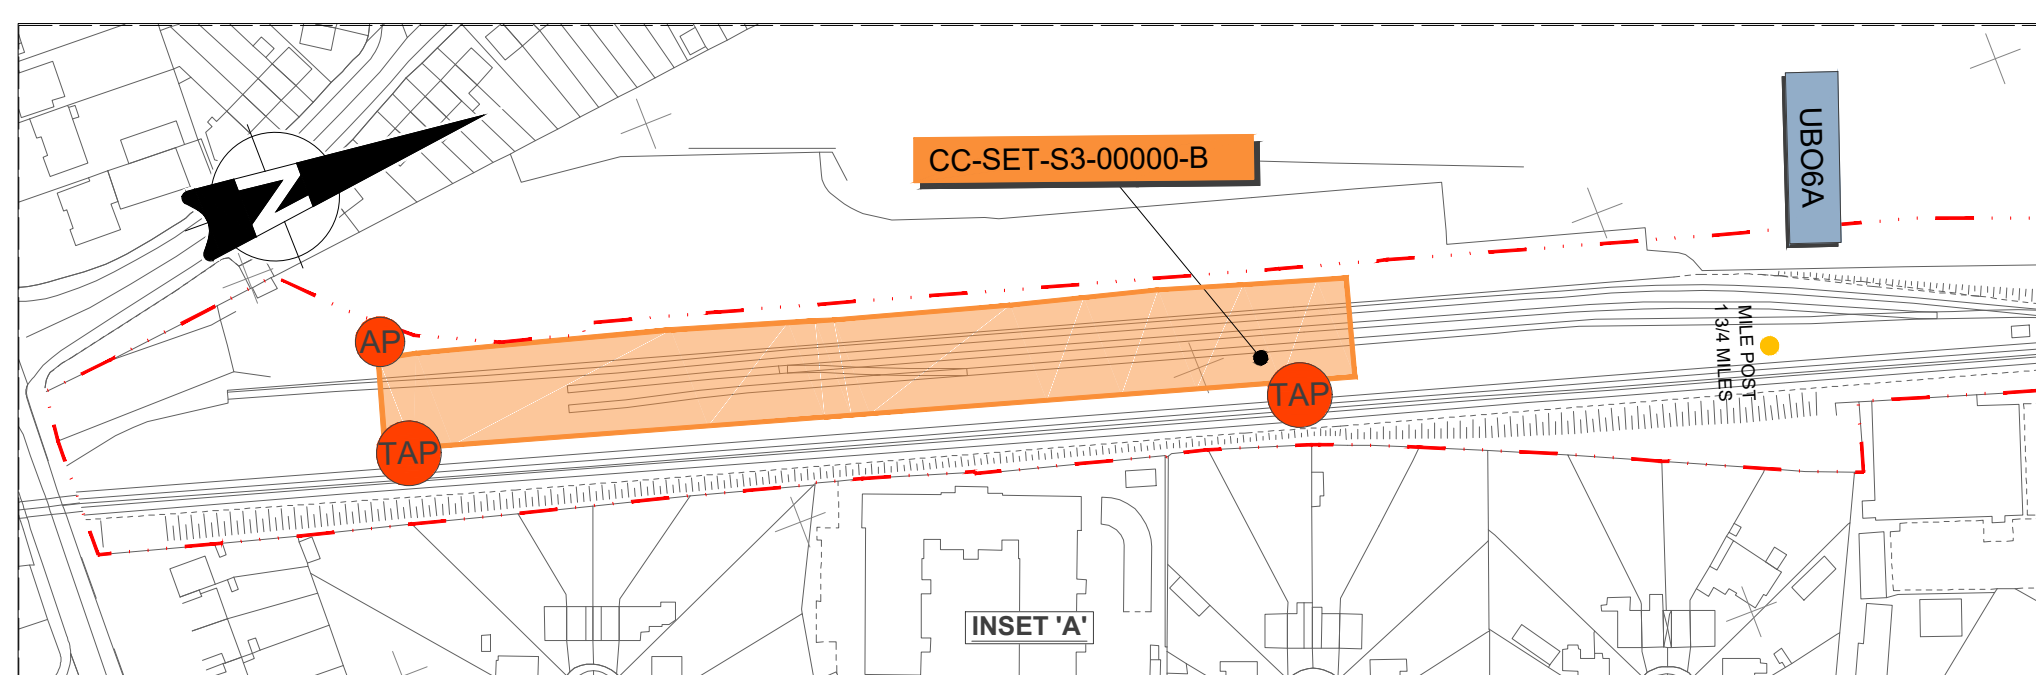 CC-SET-S3-00000-B
UBO6A
AP
TAP
TAP
MILE POST
1 3/4 MILES
INSET 'A'
N